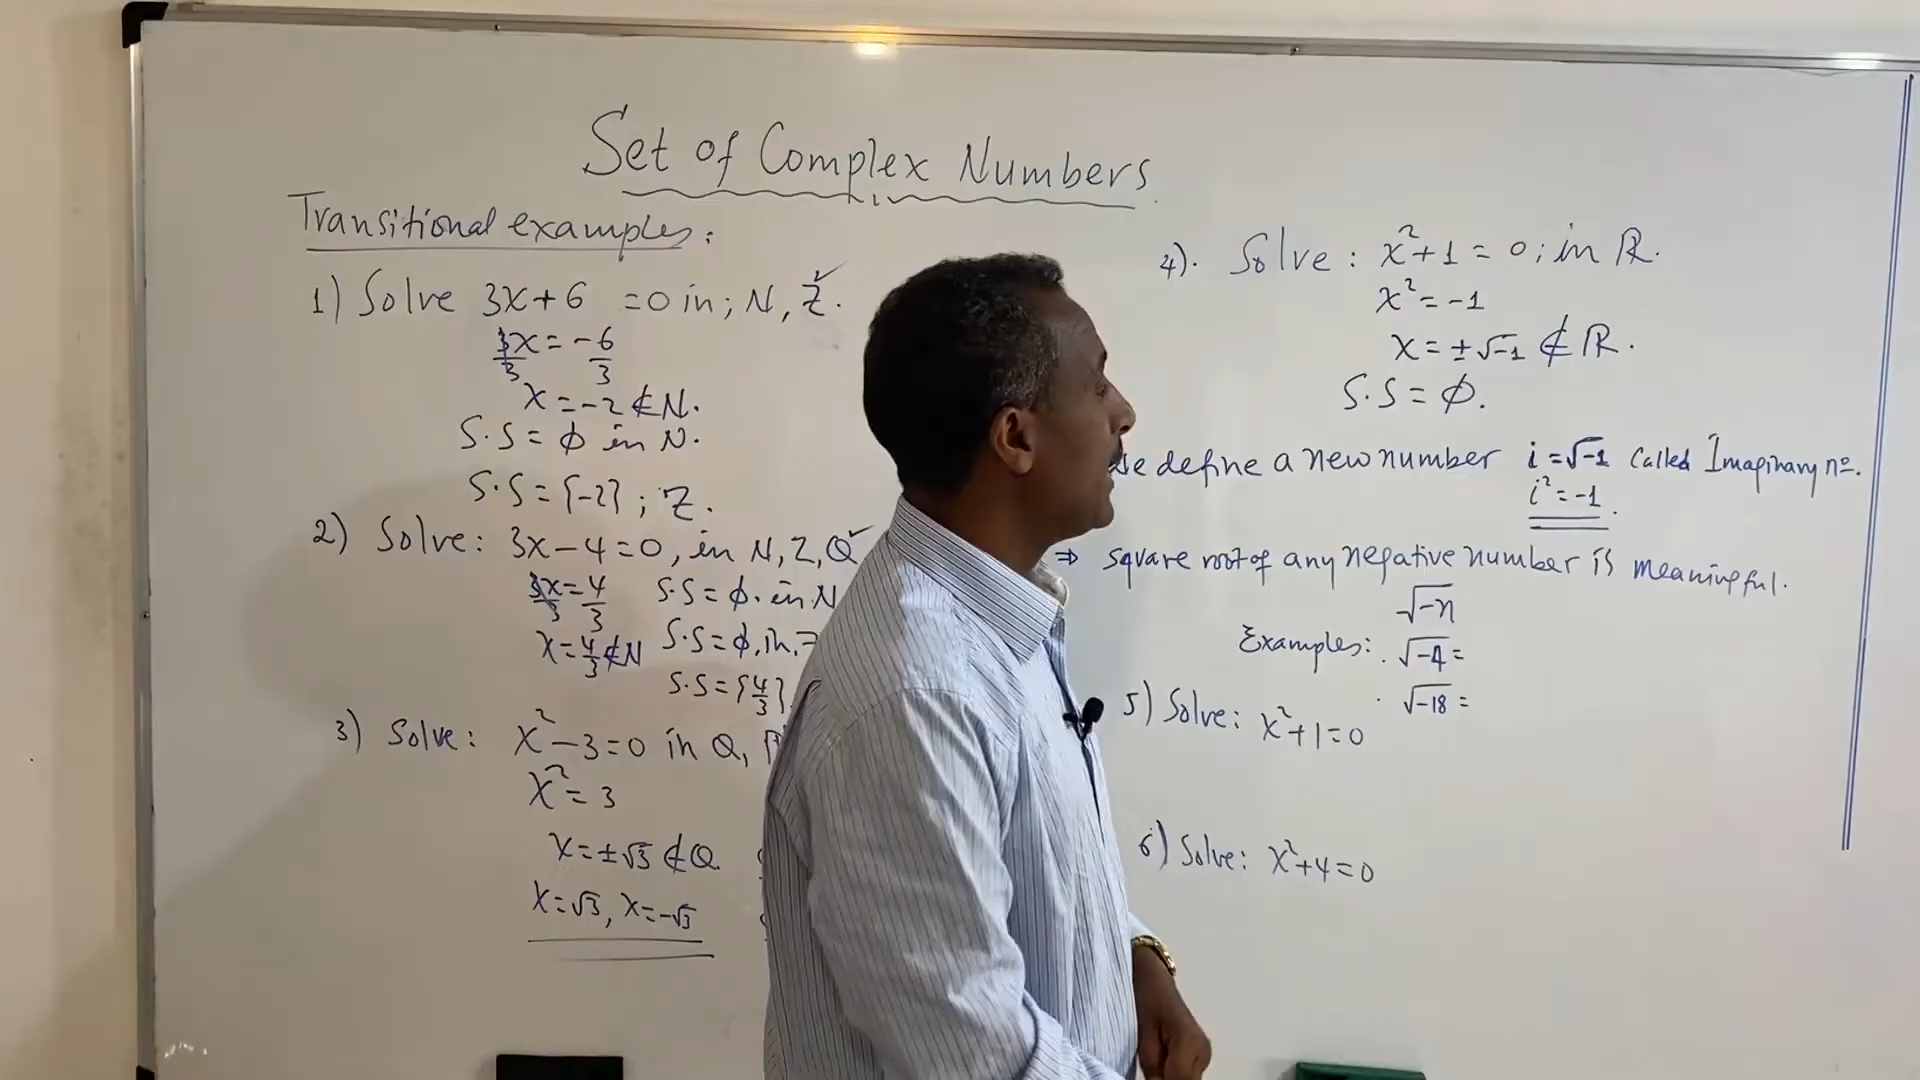 Set of Complex Numbers
Transitional examples:
1) Solve 3x+6 =0 in; N, Z.
3x/3 = -6/3
x = -2 ∉ N.
S.S = ϕ in N.
S.S = {-2} ; Z.
2) Solve: 3x-4=0, in N, Z, Q
3x/3 = 4/3
x = 4/3 ∉ N
S.S = ϕ. in N
S.S = ϕ, in, Z
S.S = {4/3}
3) Solve: x²-3=0 in Q,
x² = 3
x = ±√3 ∉ Q
x = √3, x = -√3
4). Solve: x²+1 = 0; in ℝ.
x² = -1
x = ±√-1 ∉ ℝ.
S.S = ϕ.
define a new number i = √-1 called Imaginary nº.
i² = -1.
⇒ square root of any negative number is meaningful.
√-n
Examples: . √-4 =
. √-18 =
5) Solve: x²+1=0
6) Solve: x²+4=0